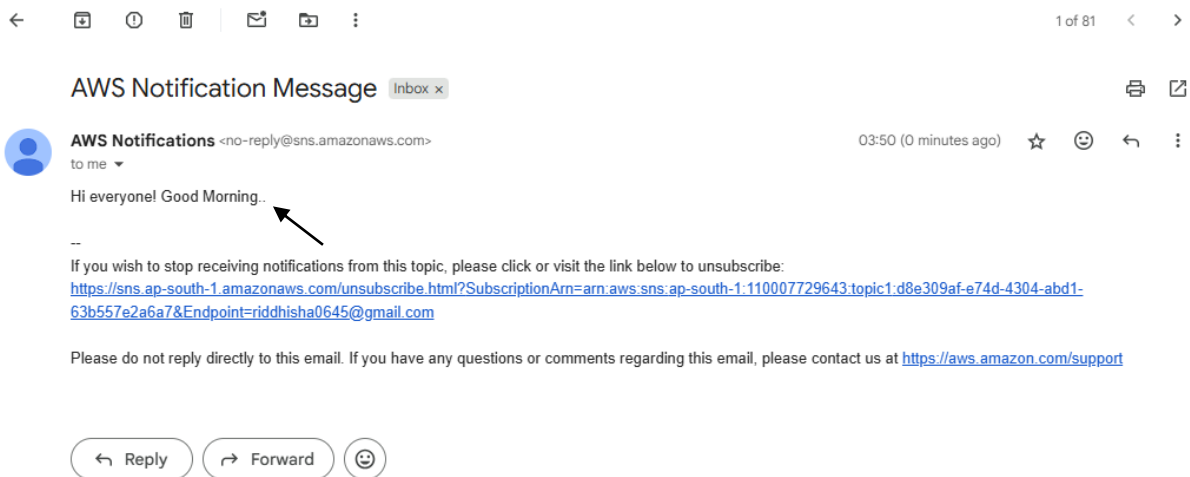 1 of 81
AWS Notification Message Inbox ×
AWS Notifications <no-reply@sns.amazonaws.com> 03:50 (0 minutes ago)
to me
Hi everyone! Good Morning..
--
If you wish to stop receiving notifications from this topic, please click or visit the link below to unsubscribe:
https://sns.ap-south-1.amazonaws.com/unsubscribe.html?SubscriptionArn=arn:aws:sns:ap-south-1:110007729643:topic1:d8e309af-e74d-4304-abd1-
63b557e2a6a7&Endpoint=riddhisha0645@gmail.com
Please do not reply directly to this email. If you have any questions or comments regarding this email, please contact us at https://aws.amazon.com/support
Reply Forward